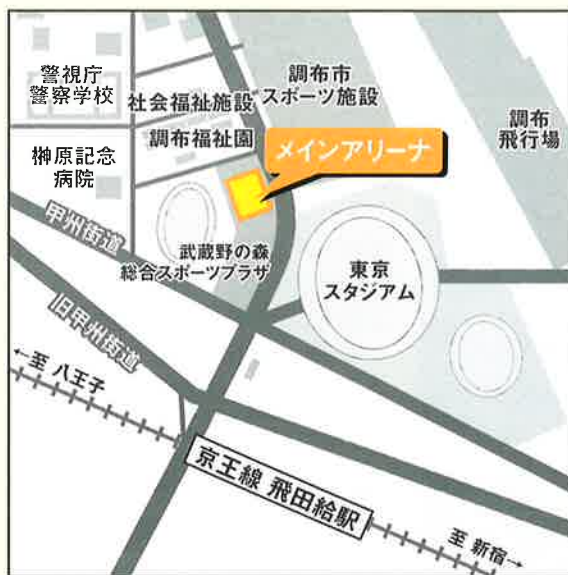 警視庁
警察学校
社会福祉施設
調布市
スポーツ施設
調布
飛行場
調布福祉園
榊原記念
病院
メインアリーナ
甲州街道
武蔵野の森
総合スポーツプラザ
東京
スタジアム
旧甲州街道
←至 八王子
京王線 飛田給駅
至 新宿→